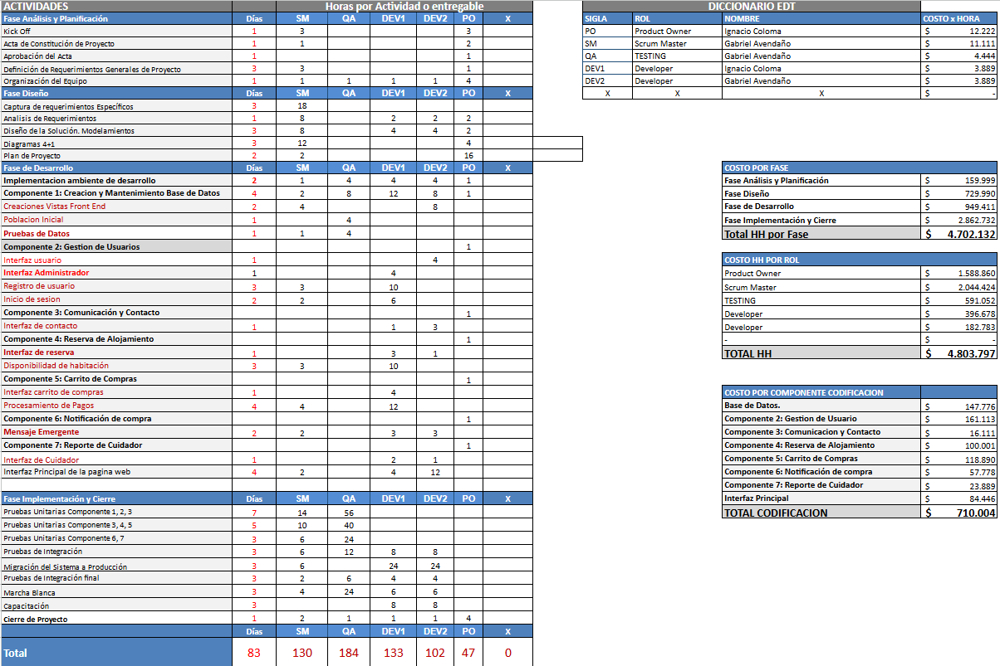 ACTIVIDADES Horas por Actividad o entregable
Fase Análisis y Planificación Días SM QA DEV1 DEV2 PO X
Kick Off 1 3 3
Acta de Constitución de Proyecto 1 1 2
Aprobación del Acta 1 1
Definición de Requerimientos Generales de Proyecto 3 3 1
Organización del Equipo 1 1 1 1 1 4
Fase Diseño Días SM QA DEV1 DEV2 PO X
Captura de requerimientos Específicos 3 18
Analisis de Requerimientos 1 8 2 2 2
Diseño de la Solución. Modelamientos 3 8 4 4 2
Diagramas 4+1 3 12 4
Plan de Proyecto 2 2 16
Fase de Desarrollo Días SM QA DEV1 DEV2 PO X
Implementacion ambiente de desarrollo 2 1 4 4 4 1
Componente 1: Creacion y Mantenimiento Base de Datos 4 2 8 12 8 1
Creaciones Vistas Front End 2 4 8
Poblacion Inicial 1 4
Pruebas de Datos 1 1 4
Componente 2: Gestion de Usuarios 1
Interfaz usuario 1 4
Interfaz Administrador 1 4
Registro de usuario 3 3 10
Inicio de sesion 2 2 6
Componente 3: Comunicación y Contacto 1
Interfaz de contacto 1 1 3
Componente 4: Reserva de Alojamiento 1
Interfaz de reserva 1 3 1
Disponibilidad de habitación 3 3 10
Componente 5: Carrito de Compras 1
Interfaz carrito de compras 1 4
Procesamiento de Pagos 4 4 12
Componente 6: Notificación de compra 1
Mensaje Emergente 2 2 3 3
Componente 7: Reporte de Cuidador 1
Interfaz de Cuidador 1 2 1
Interfaz Principal de la pagina web 4 2 4 12
Fase Implementación y Cierre Días SM QA DEV1 DEV2 PO X
Pruebas Unitarias Componente 1, 2, 3 7 14 56
Pruebas Unitarias Componente 3, 4, 5 5 10 40
Pruebas Unitarias Componente 6, 7 3 6 24
Pruebas de Integración 3 6 12 8 8
Migración del Sistema a Producción 3 6 24 24
Pruebas de Integración final 3 2 6 4 4
Marcha Blanca 3 4 24 6 6
Capacitación 3 8 8
Cierre de Proyecto 1 2 1 1 1 4
Días SM QA DEV1 DEV2 PO X
Total 83 130 184 133 102 47 0
DICCIONARIO EDT
SIGLA ROL NOMBRE COSTO x HORA
PO Product Owner Ignacio Coloma $ 12.222
SM Scrum Master Gabriel Avendaño $ 11.111
QA TESTING Gabriel Avendaño $ 4.444
DEV1 Developer Ignacio Coloma $ 3.889
DEV2 Developer Gabriel Avendaño $ 3.889
X X X $ -
COSTO POR FASE
Fase Análisis y Planificación $ 159.999
Fase Diseño $ 729.990
Fase de Desarrollo $ 949.411
Fase Implementación y Cierre $ 2.862.732
Total HH por Fase $ 4.702.132
COSTO HH POR ROL
Product Owner $ 1.588.860
Scrum Master $ 2.044.424
TESTING $ 591.052
Developer $ 396.678
Developer $ 182.783
- $ -
TOTAL HH $ 4.803.797
COSTO POR COMPONENTE CODIFICACION
Base de Datos. $ 147.776
Componente 2: Gestion de Usuario $ 161.113
Componente 3: Comunicacion y Contacto $ 16.111
Componente 4: Reserva de Alojamiento $ 100.001
Componente 5: Carrito de Compras $ 118.890
Componente 6: Notificación de compra $ 57.778
Componente 7: Reporte de Cuidador $ 23.889
Interfaz Principal $ 84.446
TOTAL CODIFICACION $ 710.004